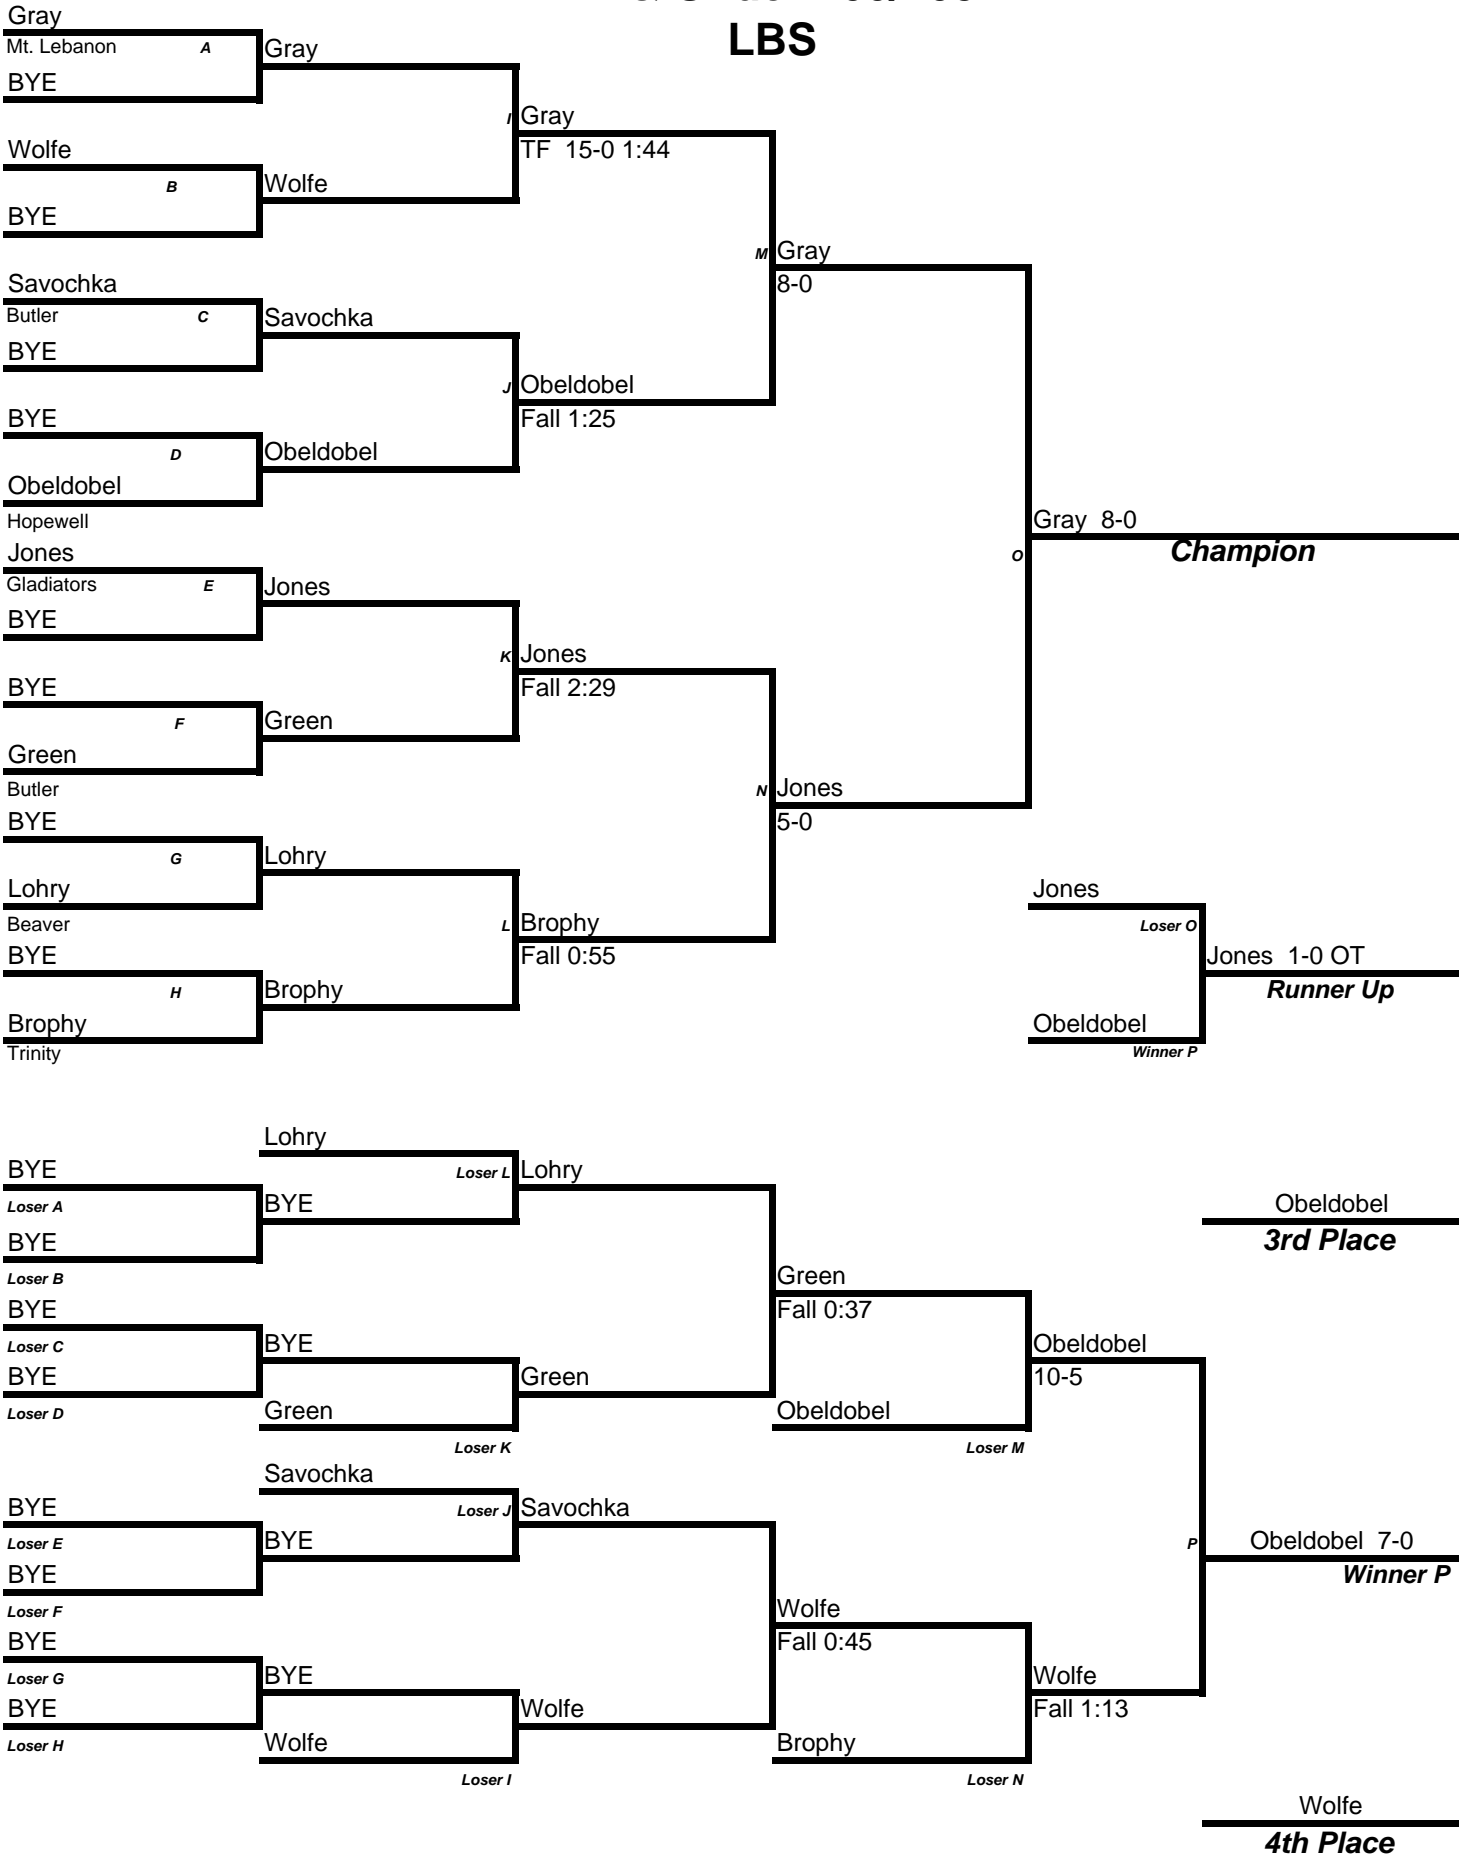 LBS
Gray
Mt. Lebanon A
Gray
BYE
I Gray
TF 15-0 1:44
Wolfe
B Wolfe
BYE
M Gray
8-0
Savochka
Butler C
Savochka
BYE
J Obeldobel
Fall 1:25
BYE
D Obeldobel
Obeldobel
Hopewell
Gray 8-0
O Champion
Jones
Gladiators E
Jones
BYE
K Jones
Fall 2:29
BYE
F Green
Green
Butler
N Jones
5-0
BYE
G Lohry
Lohry
Beaver
L Brophy
Fall 0:55
BYE
H Brophy
Brophy
Trinity
Jones
Loser O
Jones 1-0 OT
Runner Up
Obeldobel
Winner P
Lohry
Loser L Lohry
BYE
Loser A
BYE
BYE
Loser B
Obeldobel
3rd Place
Green
Fall 0:37
BYE
Loser C
BYE
BYE
Loser D
Green
Green
Loser K
Obeldobel
10-5
Obeldobel
Loser M
Savochka
Loser J Savochka
BYE
Loser E
BYE
BYE
Loser F
P Obeldobel 7-0
Winner P
Wolfe
Fall 0:45
BYE
Loser G
BYE
BYE
Loser H
Wolfe
Wolfe
Loser I
Wolfe
Fall 1:13
Brophy
Loser N
Wolfe
4th Place